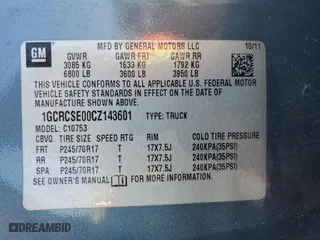 GM
MFD BY GENERAL MOTORS LLC 10/11
GVWR GAWR FRT GAWR RR
3085 KG 1633 KG 1792 KG
6800 LB 3600 LB 3950 LB
THIS VEHICLE CONFORMS TO ALL APPLICABLE U.S. FEDERAL MOTOR VEHICLE SAFETY STANDARDS IN EFFECT ON THE DATE OF MANUFACTURE SHOWN ABOVE.
1GCRCSE00CZ143601 TYPE: TRUCK
MODEL: C10753
CBVQ TIRE SIZE SPEED RTG RIM COLD TIRE PRESSURE
FRT P245/70R17 T 17X7.5J 240KPA(35PSI)
RR P245/70R17 T 17X7.5J 240KPA(35PSI)
SPA P245/70R17 T 17X7.5J 240KPA(35PSI)
SEE OWNER'S MANUAL FOR ADDITIONAL INFORMATION.